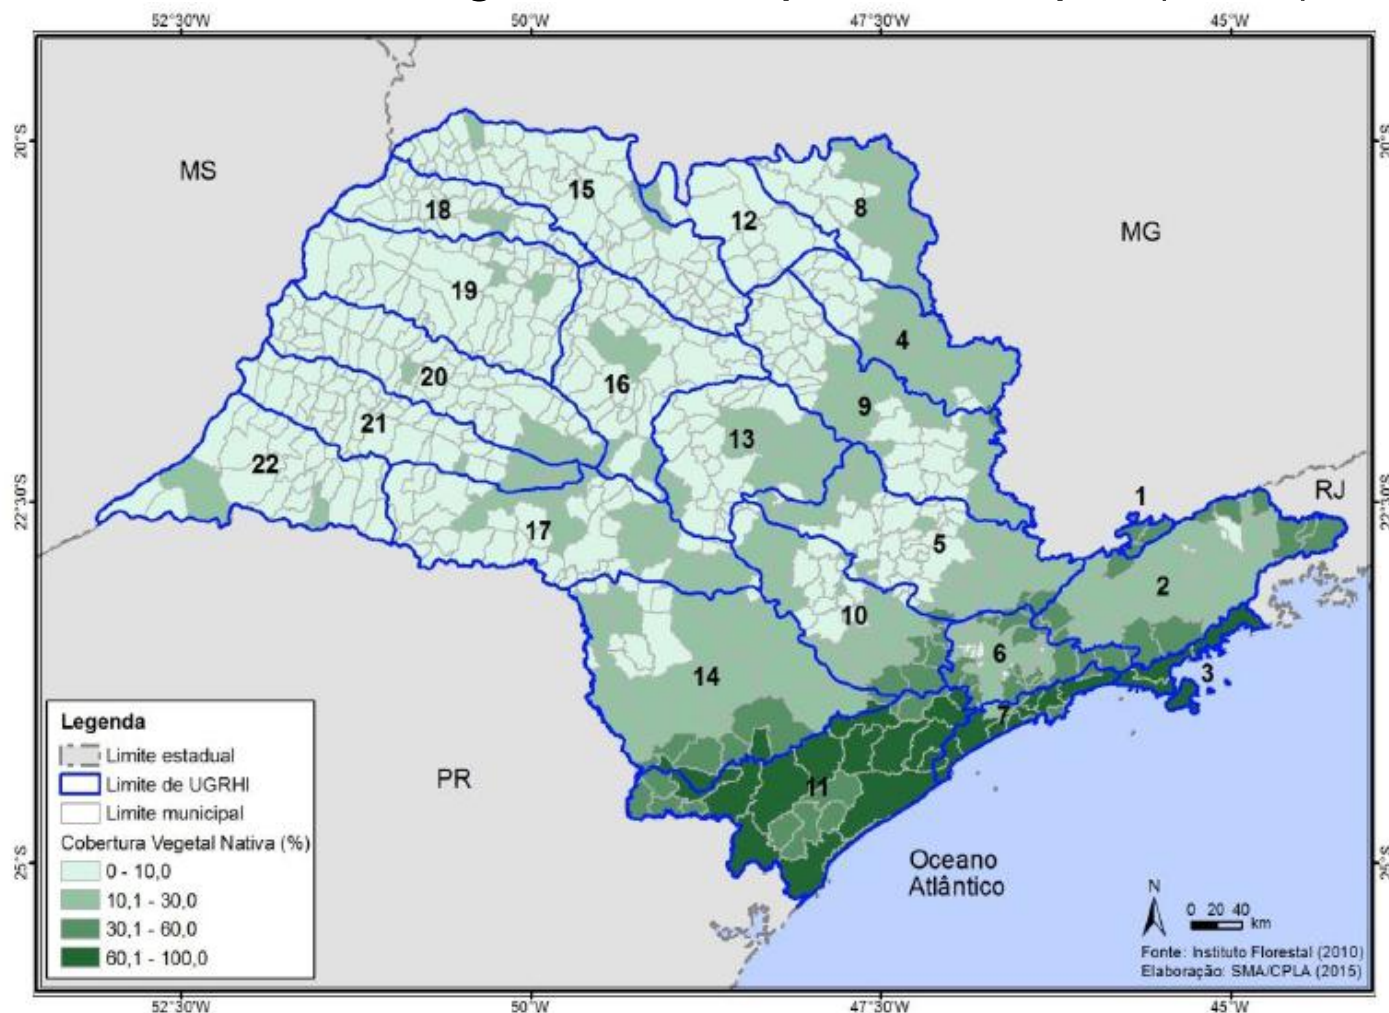 52°30'W 50°W 47°30'W 45°W
20°S
20°S
MS
15
18
12
8
MG
19
4
20
16
9
21
13
22
22°30'S
22°30'S
1
RJ
17
5
2
10
6
14
3
7
11
PR
Legenda
Limite estadual
Limite de UGRHI
Limite municipal
Cobertura Vegetal Nativa (%)
0 - 10,0
10,1 - 30,0
30,1 - 60,0
60,1 - 100,0
25°S
25°S
Oceano
Atlântico
N
0 20 40
km
Fonte: Instituto Florestal (2010)
Elaboração: SMA/CPLA (2015)
52°30'W 50°W 47°30'W 45°W